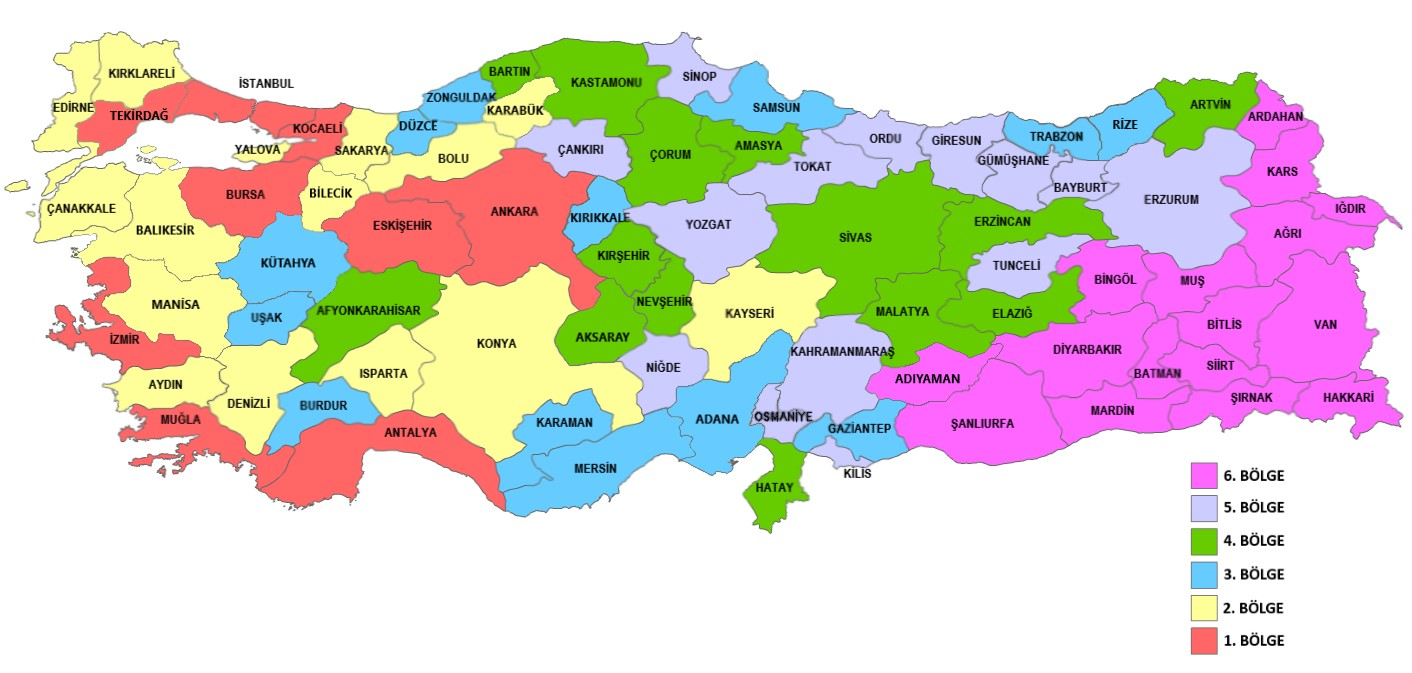 KIRKLARELİ
EDİRNE
TEKİRDAĞ
İSTANBUL
KOCAELİ
YALOVA
SAKARYA
DÜZCE
ZONGULDAK
BARTIN
KARABÜK
KASTAMONU
SİNOP
SAMSUN
BOLU
ÇANKIRI
ÇORUM
AMASYA
TOKAT
ORDU
GİRESUN
GÜMÜŞHANE
TRABZON
RİZE
ARTVİN
ARDAHAN
KARS
BAYBURT
ERZURUM
IĞDIR
AĞRI
ÇANAKKALE
BALIKESİR
BURSA
BİLECİK
ESKİŞEHİR
ANKARA
KIRIKKALE
YOZGAT
SİVAS
ERZİNCAN
TUNCELİ
BİNGÖL
MUŞ
KÜTAHYA
KIRŞEHİR
MANİSA
UŞAK
AFYONKARAHİSAR
NEVŞEHİR
KAYSERİ
MALATYA
ELAZIĞ
BİTLİS
VAN
İZMİR
AKSARAY
KONYA
NİĞDE
KAHRAMANMARAŞ
DİYARBAKIR
BATMAN
SİİRT
AYDIN
DENİZLİ
ISPARTA
ADIYAMAN
ŞIRNAK
HAKKARİ
MUĞLA
BURDUR
ANTALYA
KARAMAN
ADANA
OSMANİYE
GAZİANTEP
ŞANLIURFA
MARDİN
MERSİN
KİLİS
HATAY
6. BÖLGE
5. BÖLGE
4. BÖLGE
3. BÖLGE
2. BÖLGE
1. BÖLGE